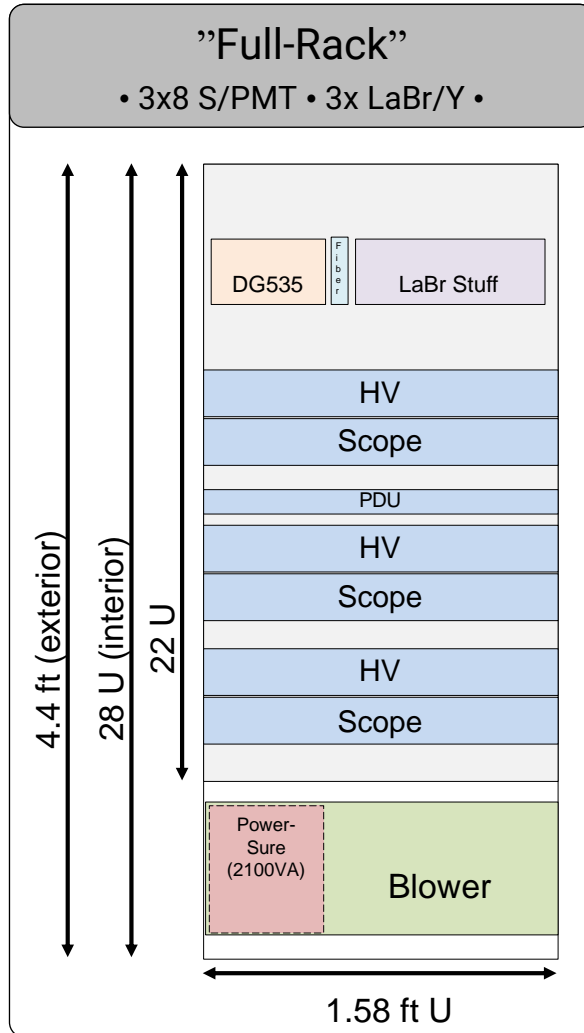 ”Full-Rack”
• 3x8 S/PMT • 3x LaBr/Y •
DG535
Fiber
LaBr Stuff
HV
Scope
PDU
HV
Scope
HV
Scope
4.4 ft (exterior)
28 U (interior)
22 U
Power-
Sure
(2100VA)
Blower
1.58 ft U